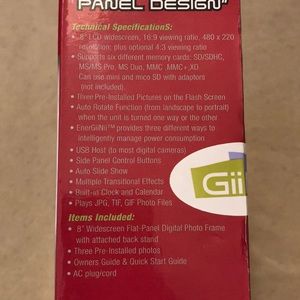 PANEL DESIGN"
Technical Specifications:
• 8" LCD widescreen, 16:9 viewing ratio, 480 x 220
resolution; plus optional 4:3 viewing ratio
• Supports six different memory cards: SD/SDHC,
MS/MS Pro, MS Duo, MMC, MMC+, XD
Can use mini and mico SD with adaptors
(not included).
• Three Pre-Installed Pictures on the Flash Screen
• Auto Rotate Function (from landscape to portrait)
when the unit is turned one way or the other
• EnerGiiNii™ provides three different ways to
intelligently manage power consumption
• USB Host (to most digital cameras)
• Side Panel Control Buttons
• Auto Slide Show
• Multiple Transitional Effects
• Built-in Clock and Calendar
• Plays JPG, TIF, GIF Photo Files
Items Included:
• 8" Widescreen Flat-Panel Digital Photo Frame
with attached back stand
• Three Pre-Installed photos
• Owners Guide & Quick Start Guide
• AC plug/cord
Gii